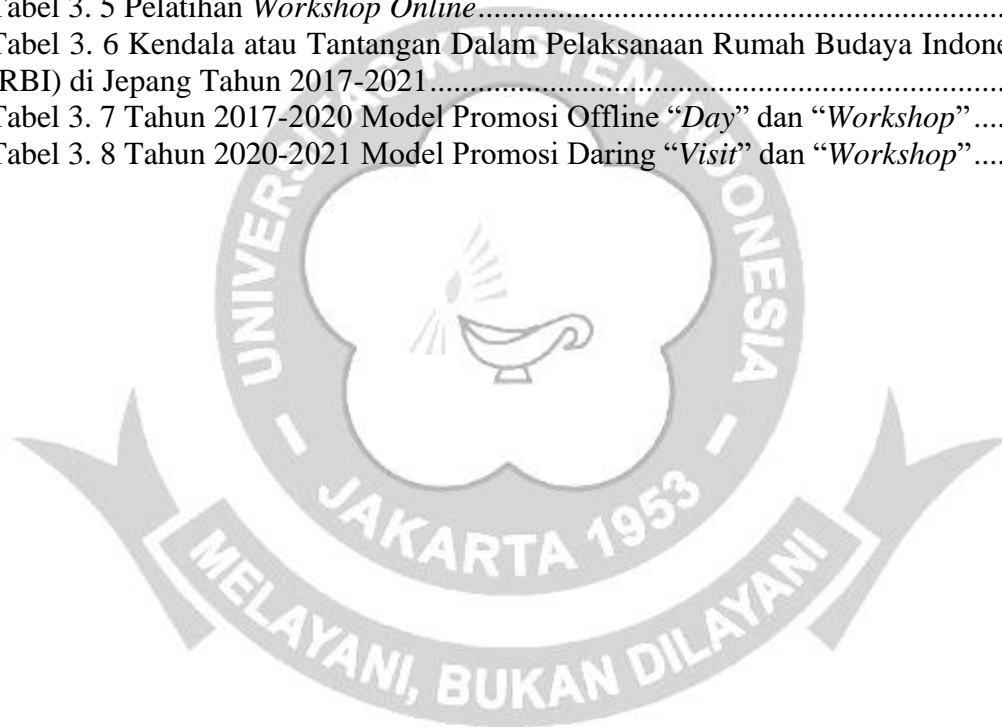 Tabel 3. 5 Pelatihan Workshop Online..........................................................................
Tabel 3. 6 Kendala atau Tantangan Dalam Pelaksanaan Rumah Budaya Indone
RBI) di Jepang Tahun 2017-2021..........................................................................
Tabel 3. 7 Tahun 2017-2020 Model Promosi Offline “Day” dan “Workshop”....
Tabel 3. 8 Tahun 2020-2021 Model Promosi Daring “Visit” dan “Workshop”....
UNIVERSITAS KRISTEN INDONESIA
– JAKARTA 1953 –
MELAYANI, BUKAN DILAYANI